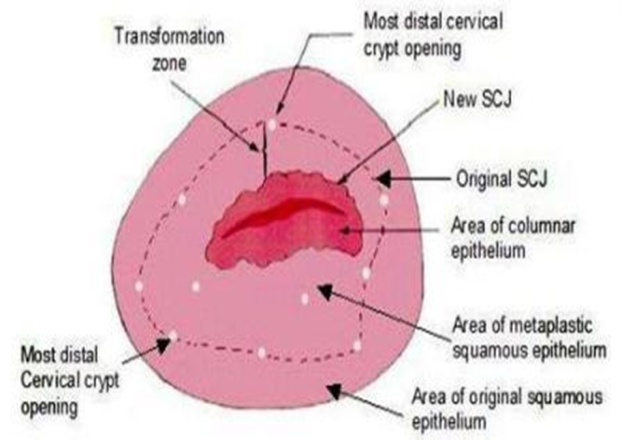 Transformation
zone
Most distal cervical
crypt opening
New SCJ
Original SCJ
Area of columnar
epithelium
Area of metaplastic
squamous epithelium
Most distal
Cervical crypt
opening
Area of original squamous
epithelium